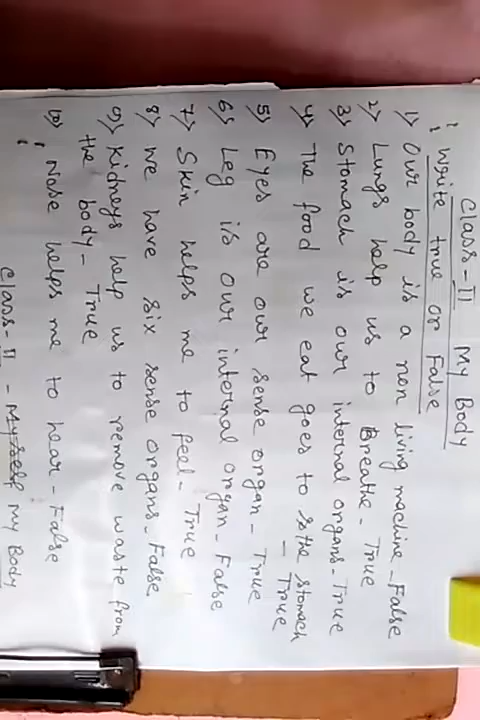 Class-II My Body
Write true or False
1) Our body is a non living machine - False
2) Lungs help us to Breathe - True
3) Stomach is our internal organs - True
4) The food we eat goes to the stomach
- True
5) Eyes are our sense organ - True
6) Leg is our internal organ - False
7) Skin helps me to feel - True
8) We have six sense organs - False
9) Kidneys help us to remove waste from
the body - True
10) Nose helps me to hear - False
Class-II - Myself My Body